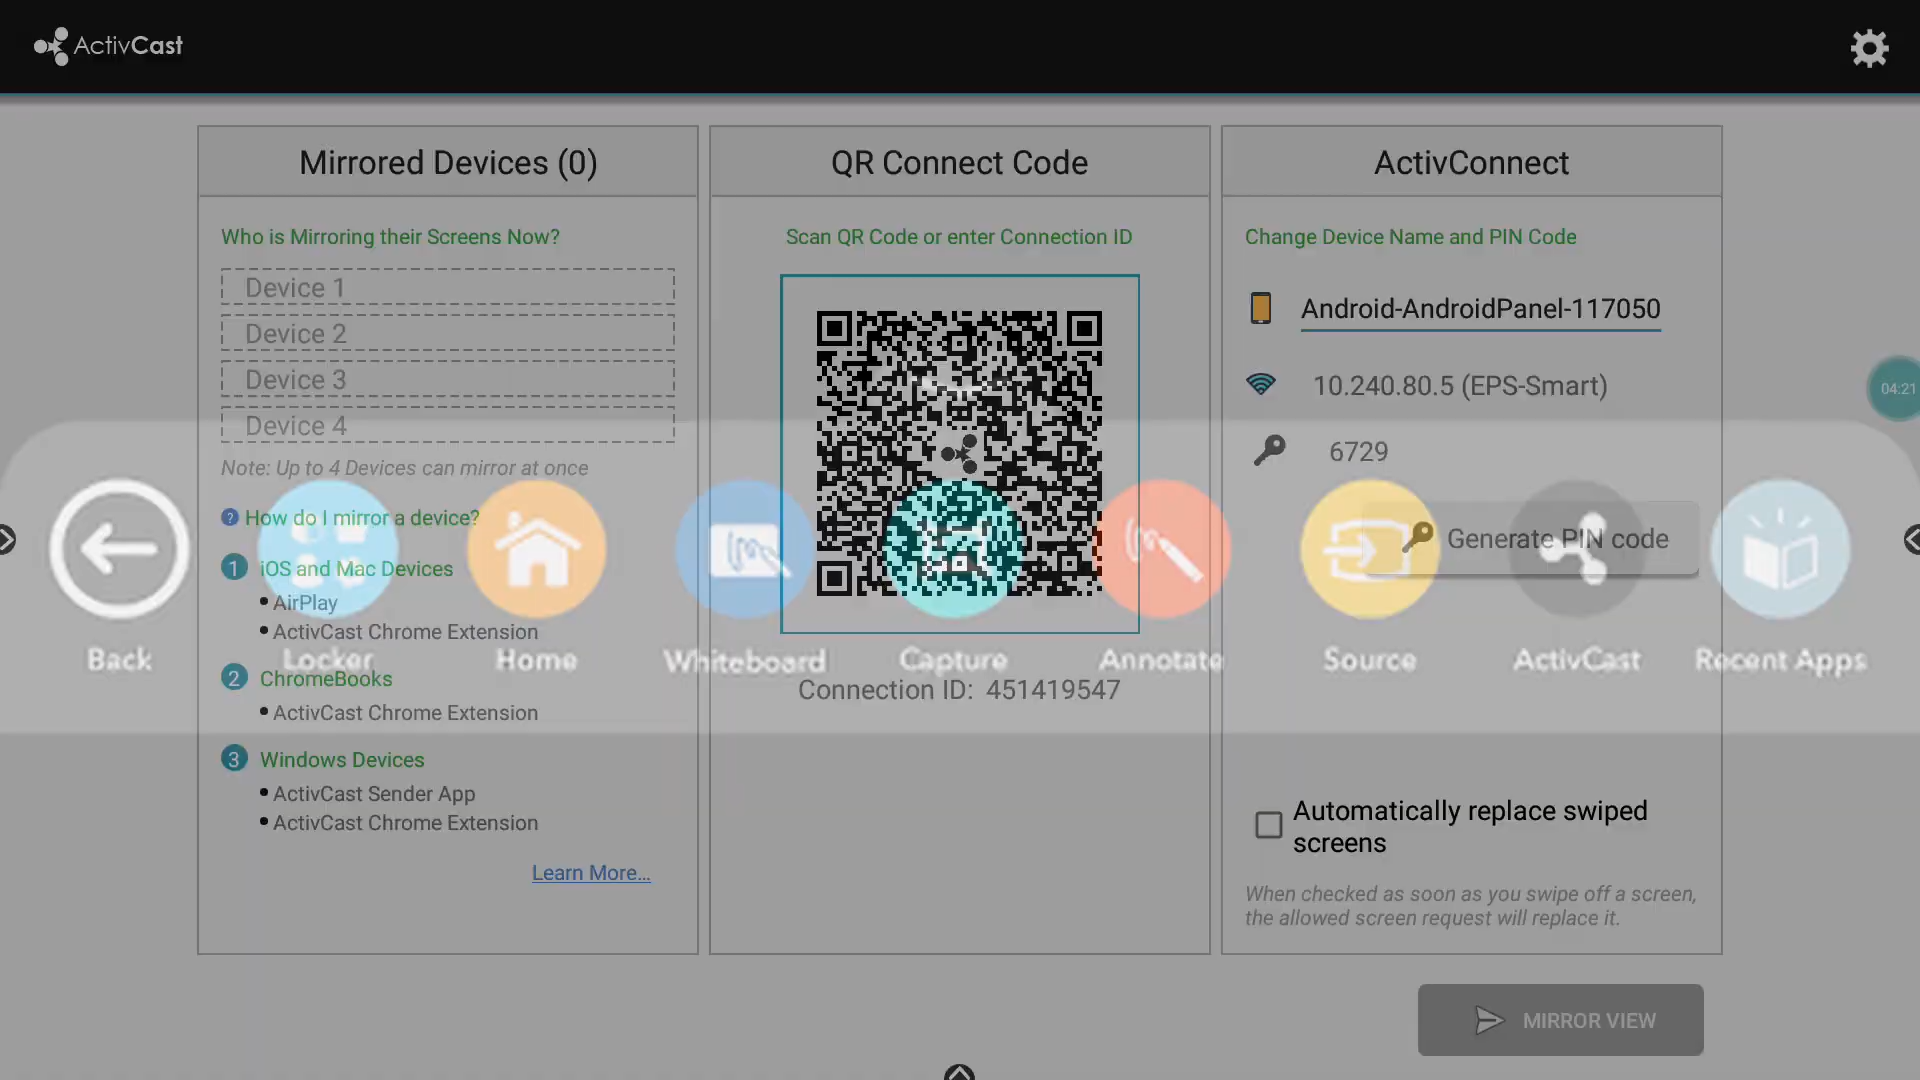 ActivCast
Mirrored Devices (0)
Who is Mirroring their Screens Now?
Device 1
Device 2
Device 3
Device 4
Note: Up to 4 Devices can mirror at once
? How do I mirror a device?
1 iOS and Mac Devices
• AirPlay
• ActivCast Chrome Extension
2 ChromeBooks
• ActivCast Chrome Extension
3 Windows Devices
• ActivCast Sender App
• ActivCast Chrome Extension
Learn More...
QR Connect Code
Scan QR Code or enter Connection ID
Connection ID: 451419547
ActivConnect
Change Device Name and PIN Code
Android-AndroidPanel-117050
10.240.80.5 (EPS-Smart)
6729
Generate PIN code
Automatically replace swiped
screens
When checked as soon as you swipe off a screen,
the allowed screen request will replace it.
MIRROR VIEW
04:21
Back
Locker
Home
Whiteboard
Capture
Annotate
Source
ActivCast
Recent Apps